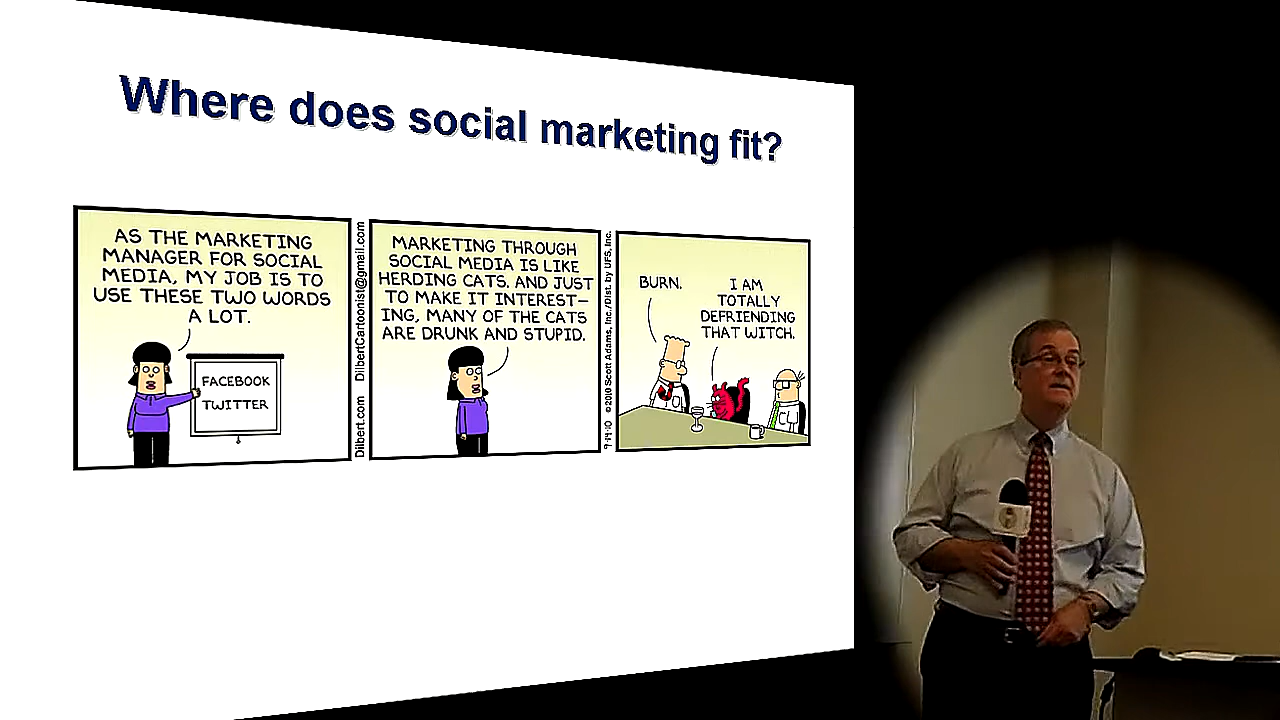 Where does social marketing fit?
AS THE MARKETING
MANAGER FOR SOCIAL
MEDIA, MY JOB IS TO
USE THESE TWO WORDS
A LOT.
FACEBOOK
TWITTER
Dilbert.com DilbertCartoonist@gmail.com
MARKETING THROUGH
SOCIAL MEDIA IS LIKE
HERDING CATS. AND JUST
TO MAKE IT INTEREST-
ING, MANY OF THE CATS
ARE DRUNK AND STUPID.
9-14-10 ©2010 Scott Adams, Inc./Dist. by UFS, Inc.
BURN.
I AM
TOTALLY
DEFRIENDING
THAT WITCH.